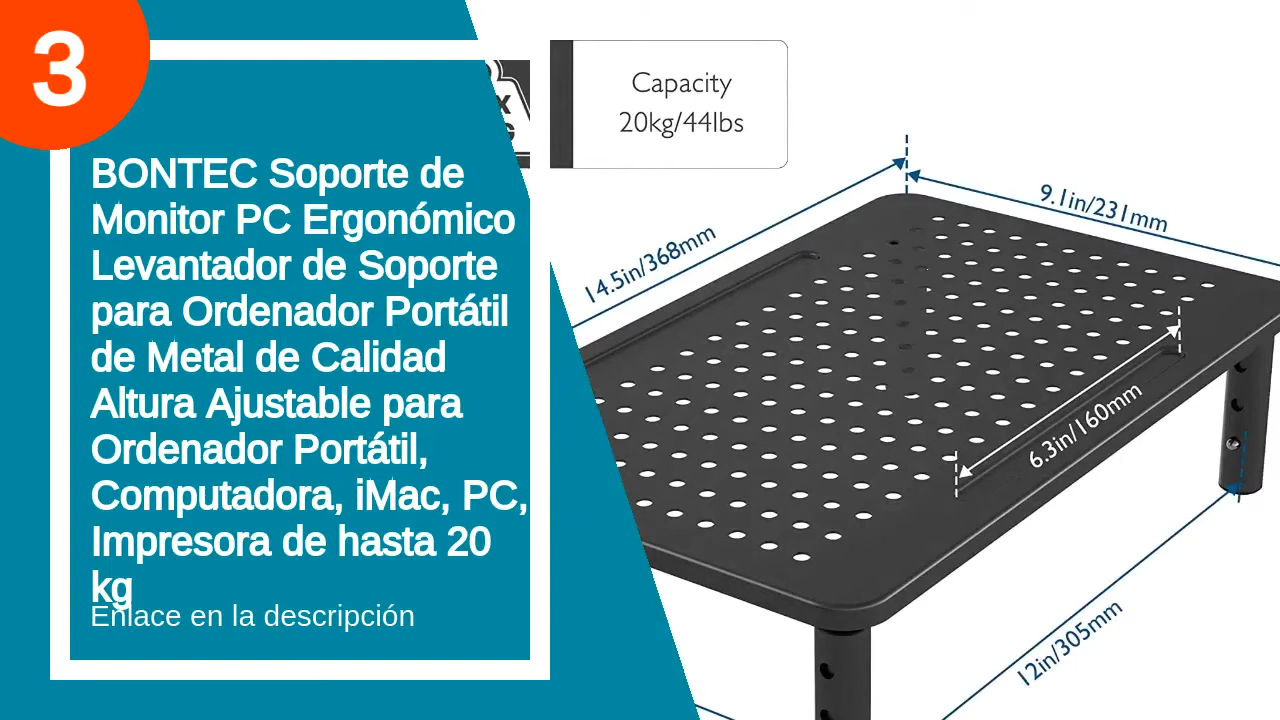 3
BONTEC Soporte de
Monitor PC Ergonómico
Levantador de Soporte
para Ordenador Portátil
de Metal de Calidad
Altura Ajustable para
Ordenador Portátil,
Computadora, iMac, PC,
Impresora de hasta 20
kg
Enlace en la descripción
Capacity
20kg/44lbs
14.5in/368mm
9.1in/231mm
6.3in/160mm
12in/305mm